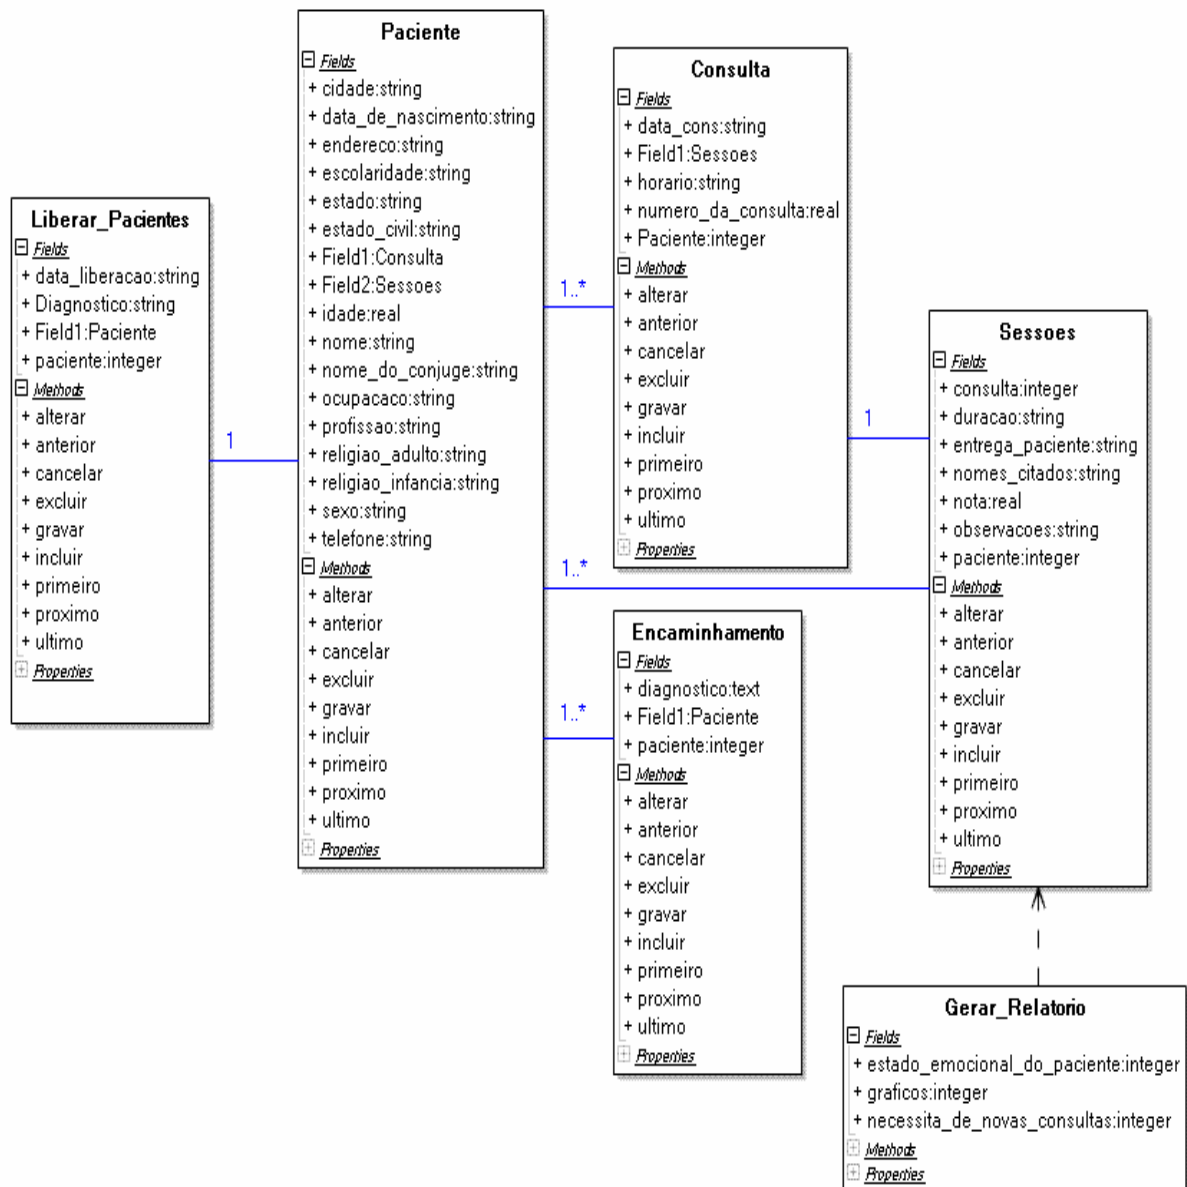 Liberar_Pacientes
Fields
+ data_liberacao:string
+ Diagnostico:string
+ Field1:Paciente
+ paciente:integer
Methods
+ alterar
+ anterior
+ cancelar
+ excluir
+ gravar
+ incluir
+ primeiro
+ proximo
+ ultimo
Properties
1
Paciente
Fields
+ cidade:string
+ data_de_nascimento:string
+ endereco:string
+ escolaridade:string
+ estado:string
+ estado_civil:string
+ Field1:Consulta
+ Field2:Sessoes
+ idade:real
+ nome:string
+ nome_do_conjuge:string
+ ocupacaco:string
+ profissao:string
+ religiao_adulto:string
+ religiao_infancia:string
+ sexo:string
+ telefone:string
Methods
+ alterar
+ anterior
+ cancelar
+ excluir
+ gravar
+ incluir
+ primeiro
+ proximo
+ ultimo
Properties
1..*
1..*
1..*
Consulta
Fields
+ data_cons:string
+ Field1:Sessoes
+ horario:string
+ numero_da_consulta:real
+ Paciente:integer
Methods
+ alterar
+ anterior
+ cancelar
+ excluir
+ gravar
+ incluir
+ primeiro
+ proximo
+ ultimo
Properties
1
Encaminhamento
Fields
+ diagnostico:text
+ Field1:Paciente
+ paciente:integer
Methods
+ alterar
+ anterior
+ cancelar
+ excluir
+ gravar
+ incluir
+ primeiro
+ proximo
+ ultimo
Properties
Sessoes
Fields
+ consulta:integer
+ duracao:string
+ entrega_paciente:string
+ nomes_citados:string
+ nota:real
+ observacoes:string
+ paciente:integer
Methods
+ alterar
+ anterior
+ cancelar
+ excluir
+ gravar
+ incluir
+ primeiro
+ proximo
+ ultimo
Properties
Gerar_Relatorio
Fields
+ estado_emocional_do_paciente:integer
+ graficos:integer
+ necessita_de_novas_consultas:integer
Methods
Properties